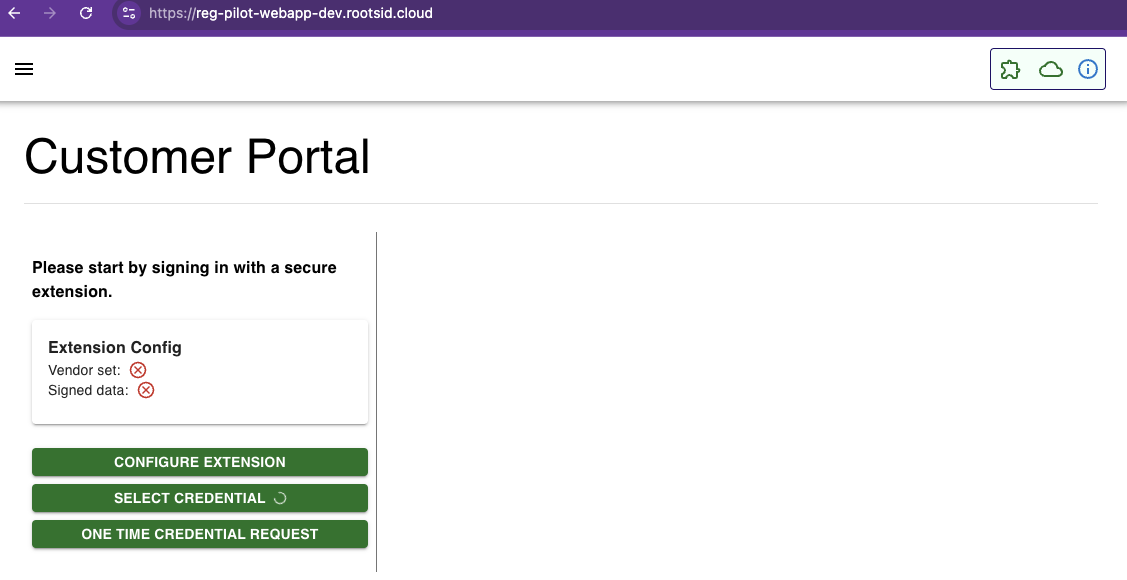 https://reg-pilot-webapp-dev.rootsid.cloud
Customer Portal
Please start by signing in with a secure
extension.
Extension Config
Vendor set:
Signed data:
CONFIGURE EXTENSION
SELECT CREDENTIAL
ONE TIME CREDENTIAL REQUEST